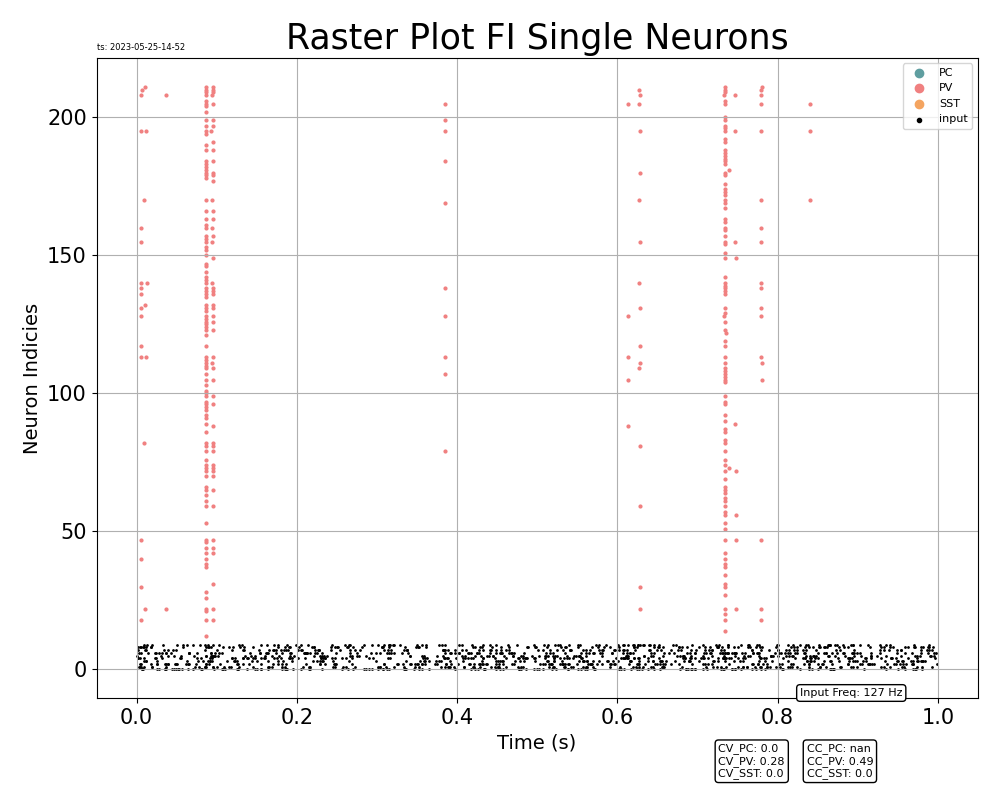 Raster Plot FI Single Neurons
ts: 2023-05-25-14-52
PC
PV
SST
input
Neuron Indicies
200
150
100
50
0
0.0 0.2 0.4 0.6 0.8 1.0
Input Freq: 127 Hz
Time (s)
CV_PC: 0.0
CV_PV: 0.28
CV_SST: 0.0
CC_PC: nan
CC_PV: 0.49
CC_SST: 0.0